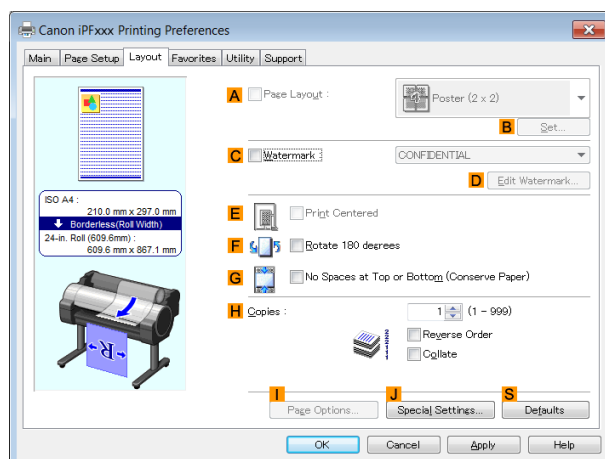 Canon iPFxxx Printing Preferences
Main Page Setup Layout Favorites Utility Support
A Page Layout : Poster (2 x 2)
B Set...
C Watermark : CONFIDENTIAL
D Edit Watermark...
ISO A4 :
210.0 mm x 297.0 mm
Borderless(Roll Width)
24-in. Roll (609.6mm) :
609.6 mm x 867.1 mm
E Print Centered
F Rotate 180 degrees
G No Spaces at Top or Bottom (Conserve Paper)
H Copies : 1 (1 - 999)
Reverse Order
Collate
R
I J S
Page Options... Special Settings... Defaults
OK Cancel Apply Help